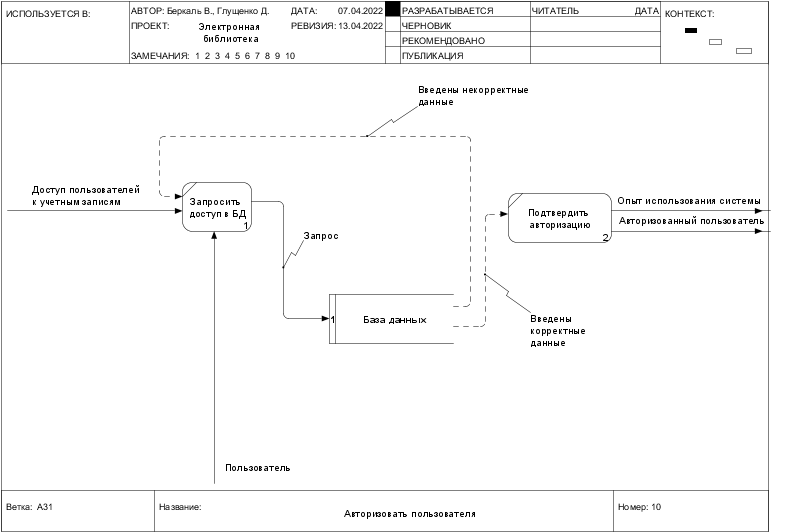 ИСПОЛЬЗУЕТСЯ В:
АВТОР: Беркаль В., Глущенко Д.
ДАТА: 07.04.2022
РАЗРАБАТЫВАЕТСЯ
ЧИТАТЕЛЬ
ДАТА
КОНТЕКСТ:
ПРОЕКТ: Электронная
библиотека
РЕВИЗИЯ: 13.04.2022
ЧЕРНОВИК
РЕКОМЕНДОВАНО
ЗАМЕЧАНИЯ: 1 2 3 4 5 6 7 8 9 10
ПУБЛИКАЦИЯ
Введены некорректные
данные
Доступ пользователей
к учетным записям
Запросить
доступ в БД
1
Подтвердить
авторизацию
2
Опыт использования системы
Авторизованный пользователь
Запрос
1
База данных
Введены
корректные
данные
Пользователь
Ветка: A31
Название:
Авторизовать пользователя
Номер: 10